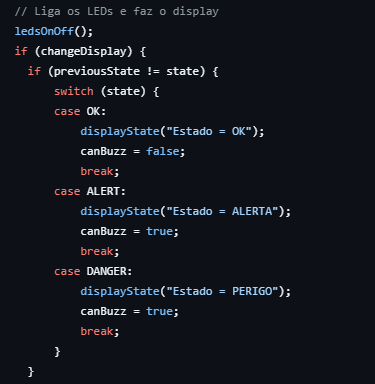 // Liga os LEDs e faz o display
ledsOnOff();
if (changeDisplay) {
if (previousState != state) {
switch (state) {
case OK:
displayState("Estado = OK");
canBuzz = false;
break;
case ALERT:
displayState("Estado = ALERTA");
canBuzz = true;
break;
case DANGER:
displayState("Estado = PERIGO");
canBuzz = true;
break;
}
}